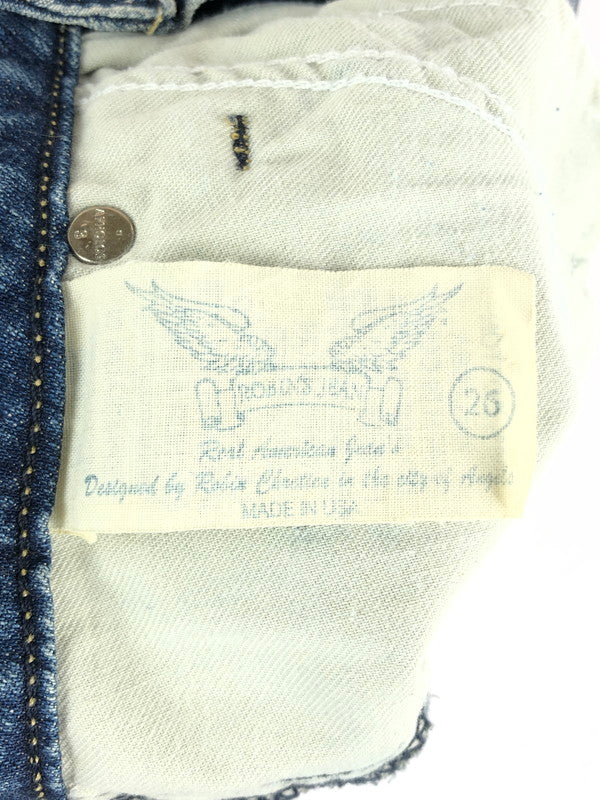 ROBIN'S JEAN
26
Real American Jean's
Designed by Robin Chretien in the city of Angels
MADE IN USA